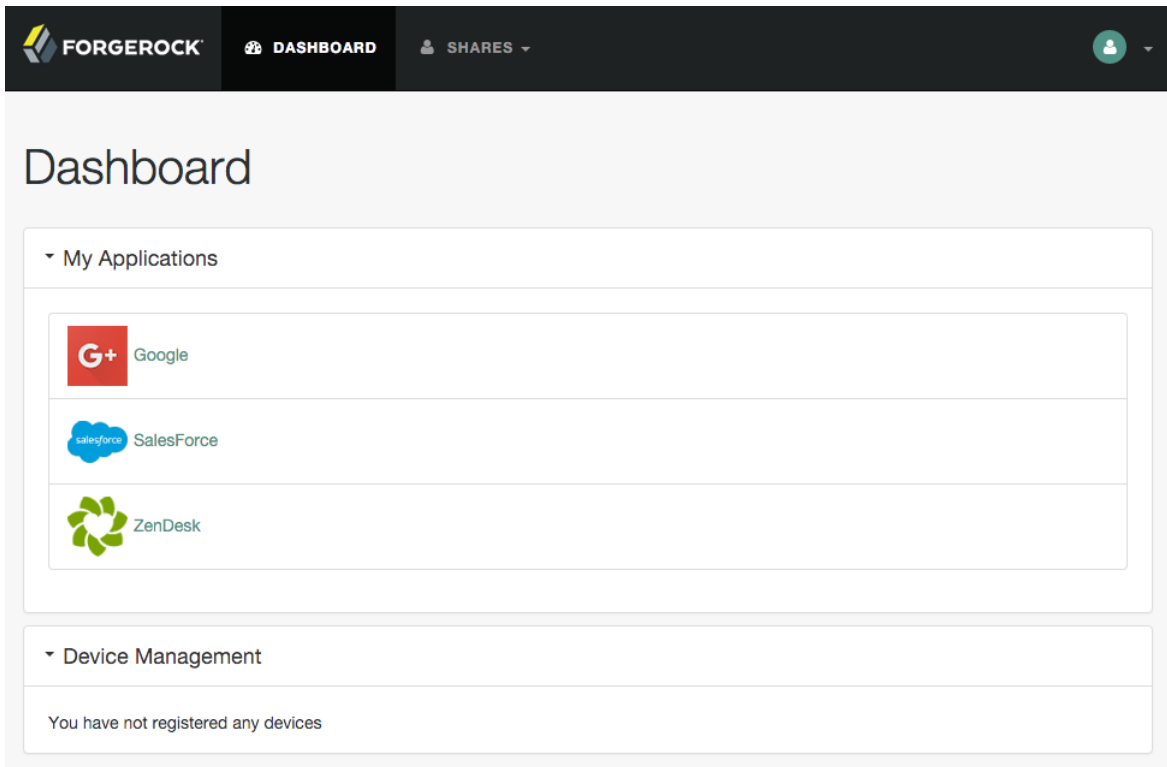 FORGEROCK DASHBOARD SHARES
Dashboard
My Applications
G+ Google
salesforce SalesForce
ZenDesk
Device Management
You have not registered any devices